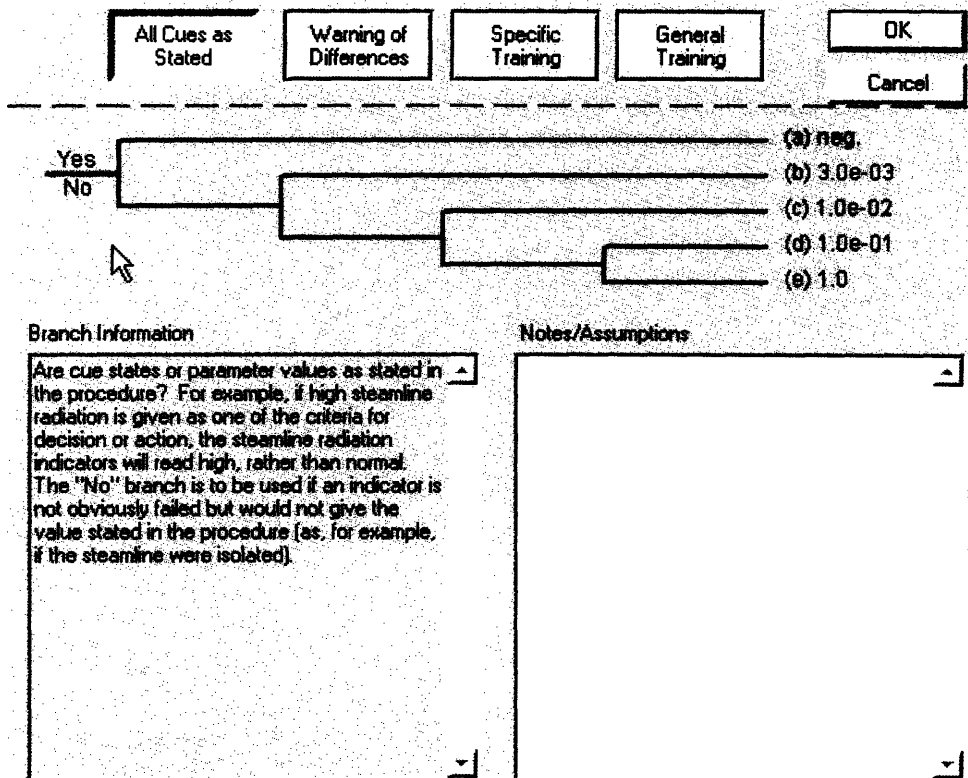 All Cues as
Stated
Warning of
Differences
Specific
Training
General
Training
OK
Cancel
Yes
No
(a) neg.
(b) 3.0e-03
(c) 1.0e-02
(d) 1.0e-01
(e) 1.0
Branch Information
Notes/Assumptions
Are cue states or parameter values as stated in
the procedure? For example, if high steamline
radiation is given as one of the criteria for
decision or action, the steamline radiation
indicators will read high, rather than normal.
The "No" branch is to be used if an indicator is
not obviously failed but would not give the
value stated in the procedure (as, for example,
if the steamline were isolated).